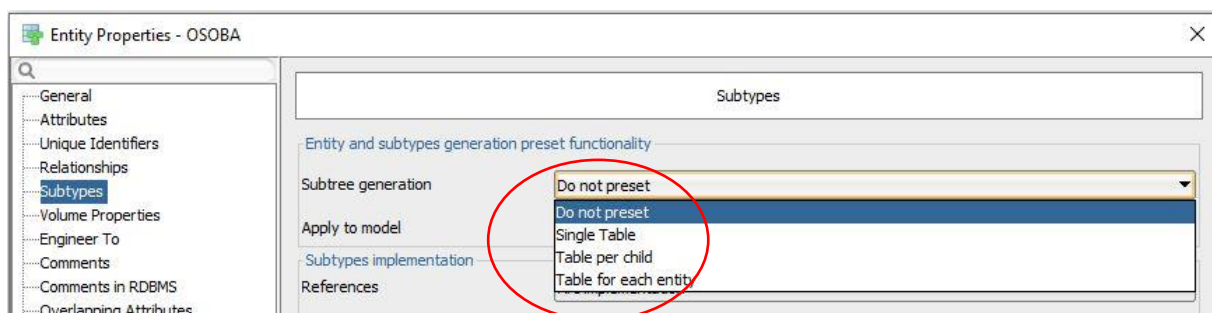 Entity Properties - OSOBA
General
Attributes
Unique Identifiers
Relationships
Subtypes
Volume Properties
Engineer To
Comments
Comments in RDBMS
Overlapping Attributes
Subtypes
Entity and subtypes generation preset functionality
Subtree generation
Do not preset
Do not preset
Single Table
Table per child
Table for each entity
Apply to model
Subtypes implementation
References